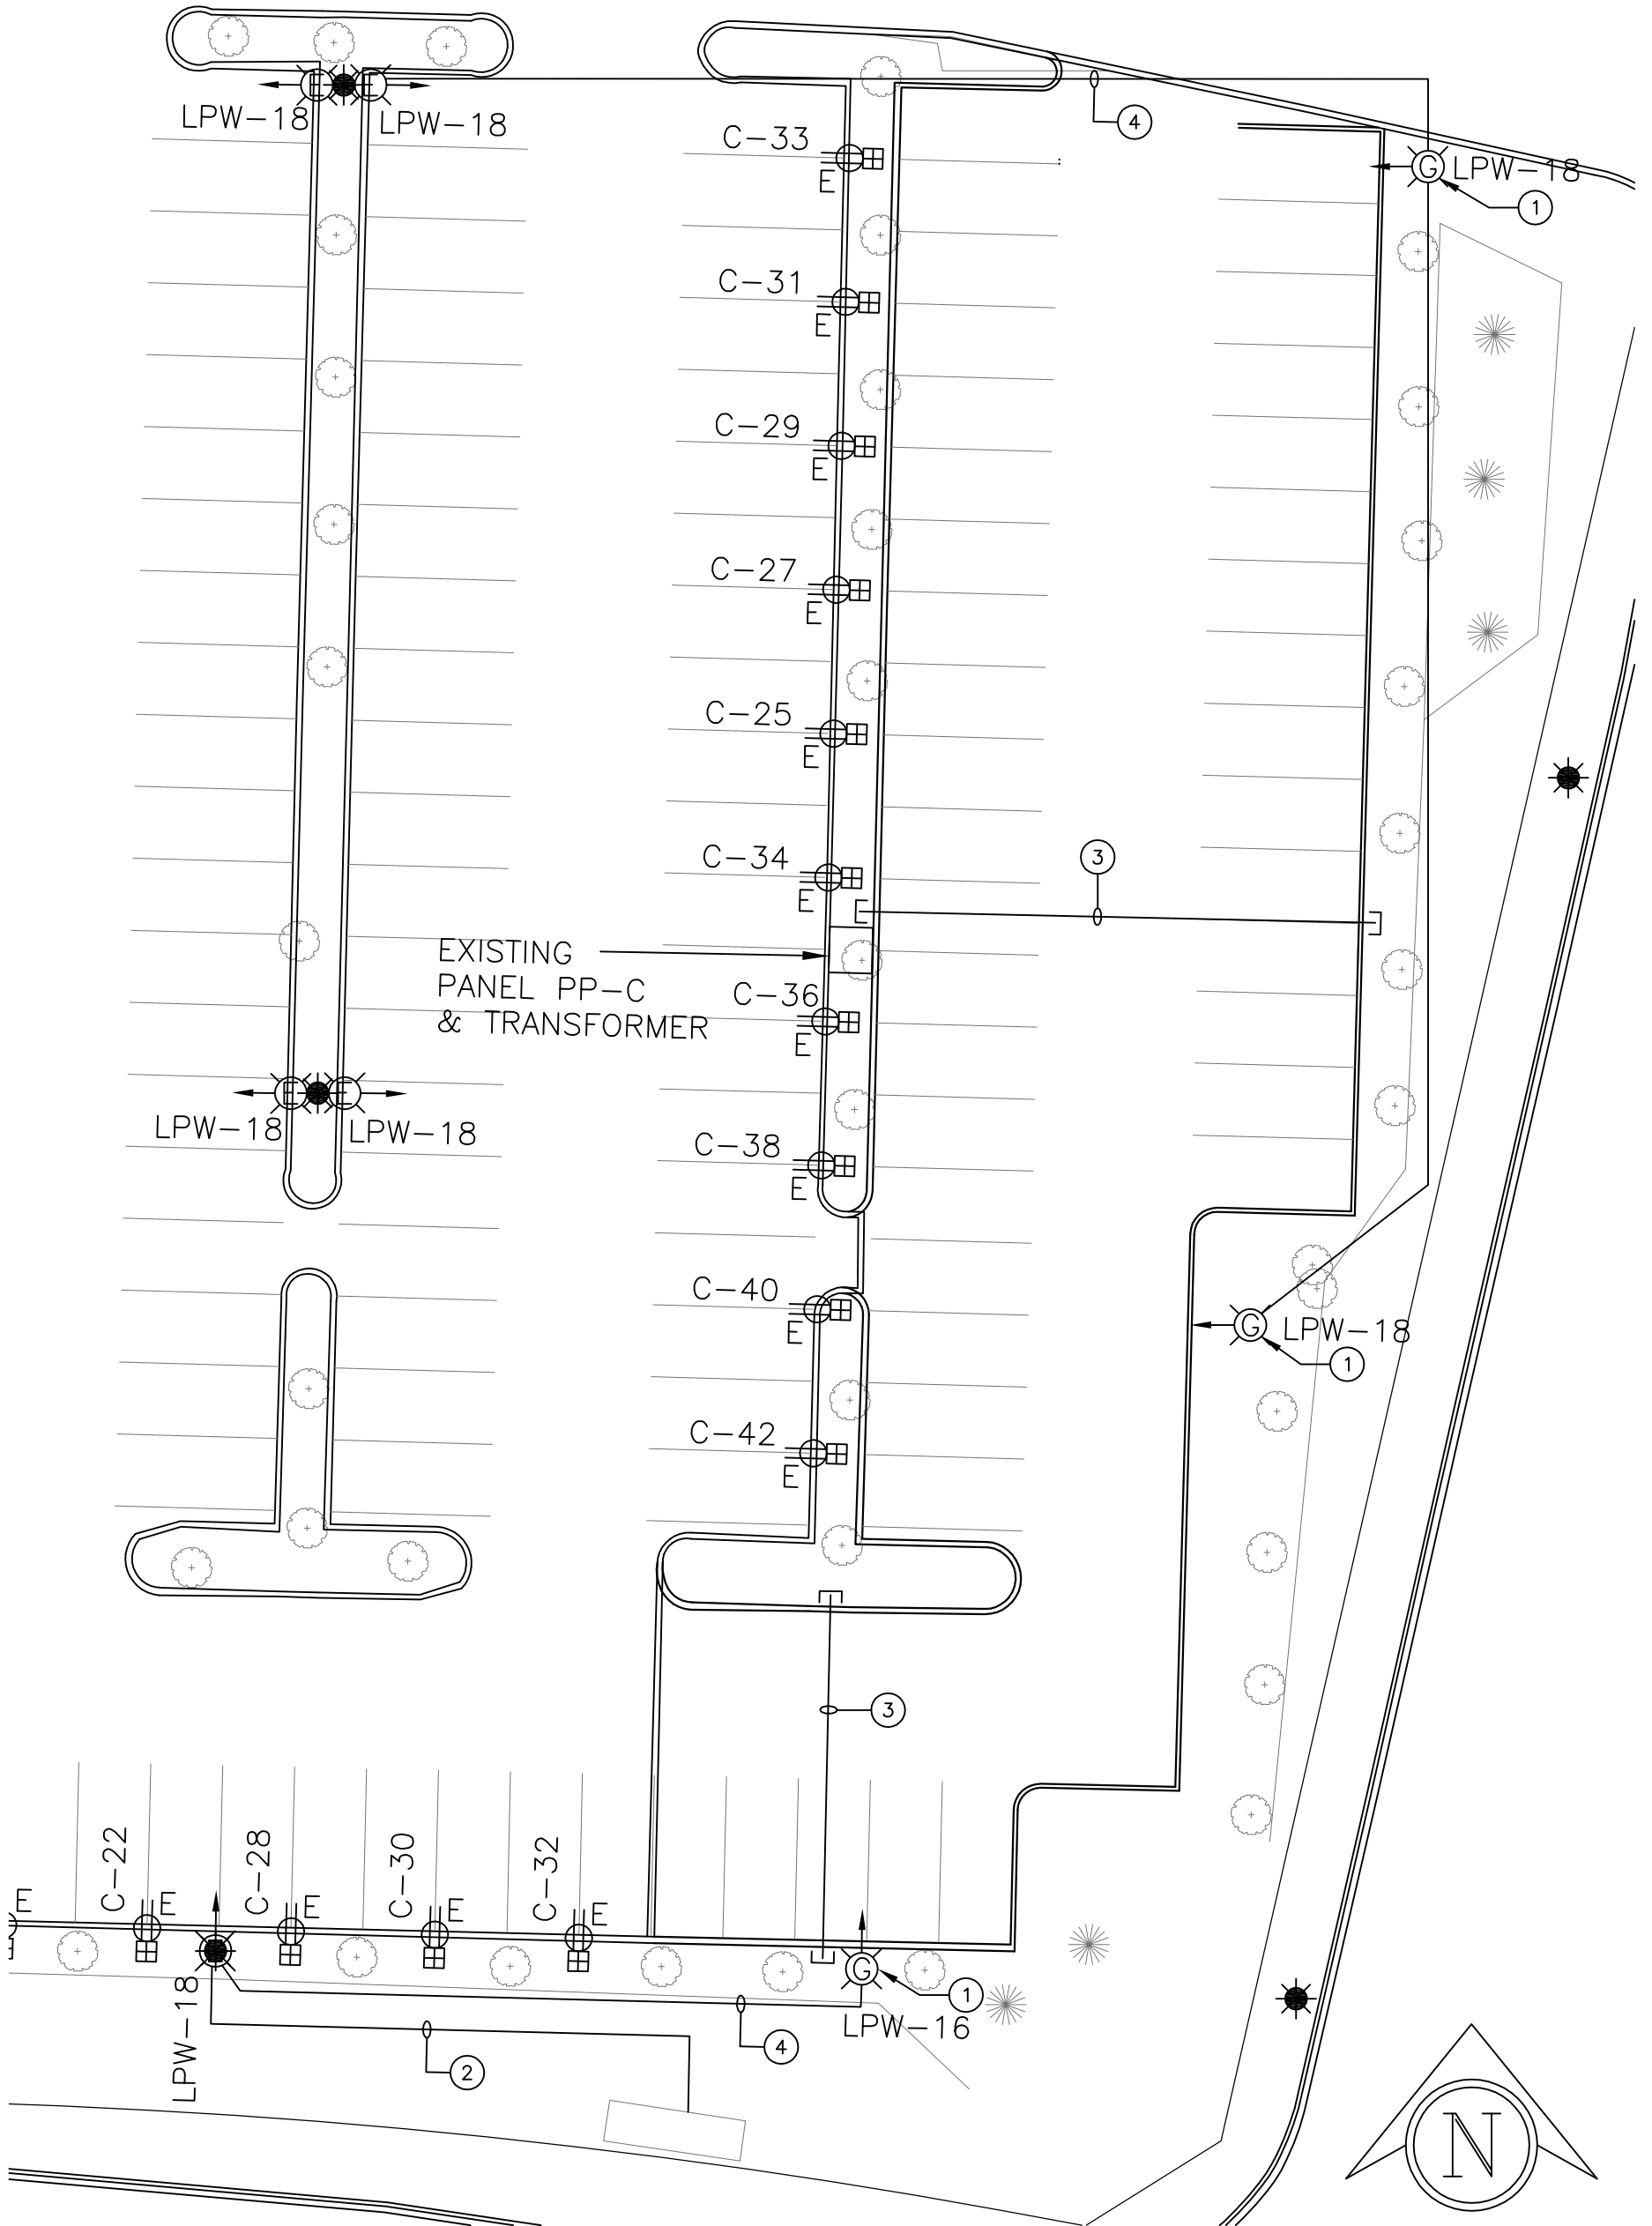 LPW-18
LPW-18
4
C-33
E
G
LPW-18
1
C-31
E
C-29
E
C-27
E
C-25
E
C-34
E
3
EXISTING
PANEL PP-C
& TRANSFORMER
C-36
E
E
E
LPW-18
LPW-18
C-38
E
C-40
E
G
LPW-18
1
C-42
E
3
C-22
C-28
C-30
C-32
E
E
E
E
E
LPW-18
G
1
LPW-16
4
2
N